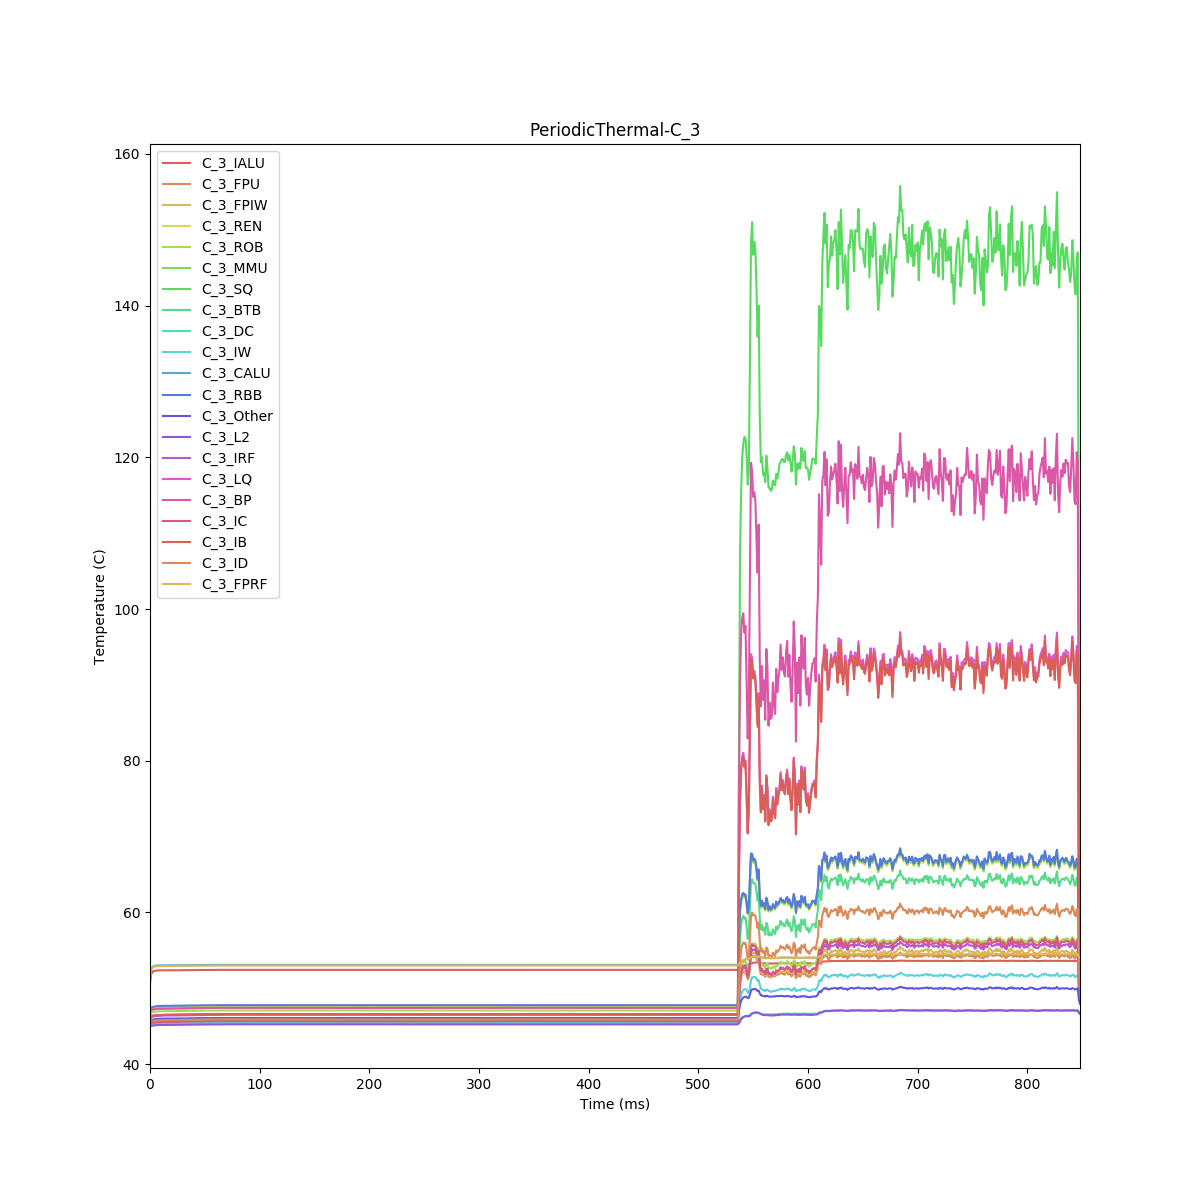 PeriodicThermal-C_3
160
140
120
100
80
60
40
Temperature (C)
C_3_IALU
C_3_FPU
C_3_FPIW
C_3_REN
C_3_ROB
C_3_MMU
C_3_SQ
C_3_BTB
C_3_DC
C_3_IW
C_3_CALU
C_3_RBB
C_3_Other
C_3_L2
C_3_IRF
C_3_LQ
C_3_BP
C_3_IC
C_3_IB
C_3_ID
C_3_FPRF
0 100 200 300 400 500 600 700 800
Time (ms)